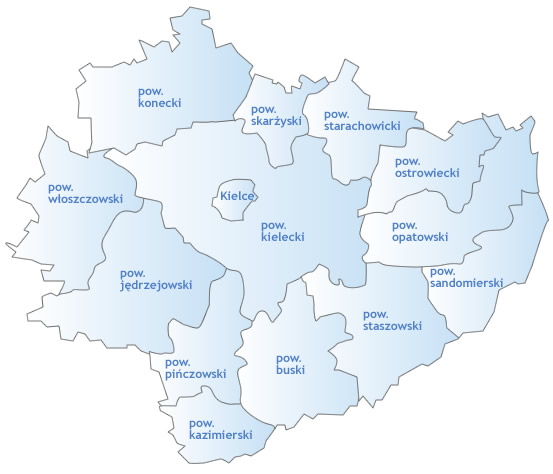 pow.
konecki
pow.
skarżyski
pow.
starachowicki
pow.
ostrowiecki
pow.
włoszczowski
Kielce
pow.
kielecki
pow.
opatowski
pow.
jędrzejowski
pow.
sandomierski
pow.
staszowski
pow.
pińczowski
pow.
buski
pow.
kazimierski